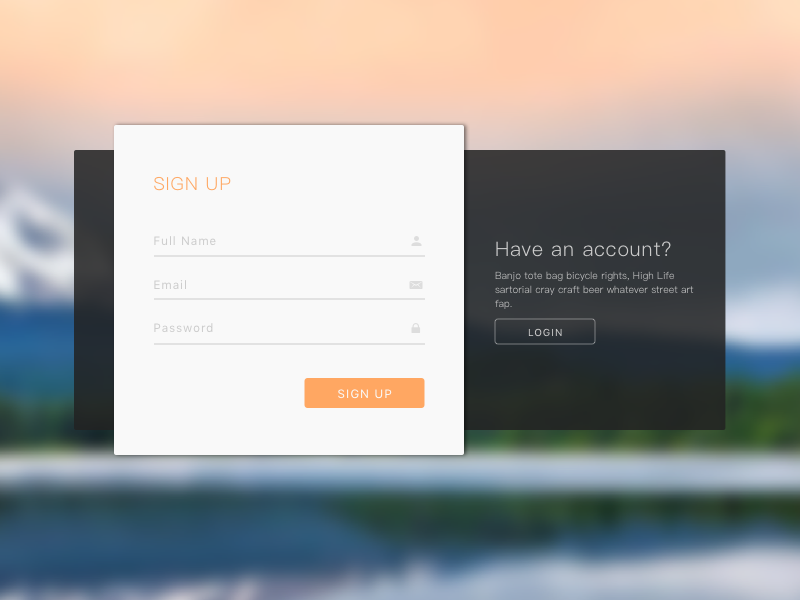 SIGN UP
Full Name
Email
Password
SIGN UP
Have an account?
Banjo tote bag bicycle rights, High Life
sartorial cray craft beer whatever street art
fap.
LOGIN